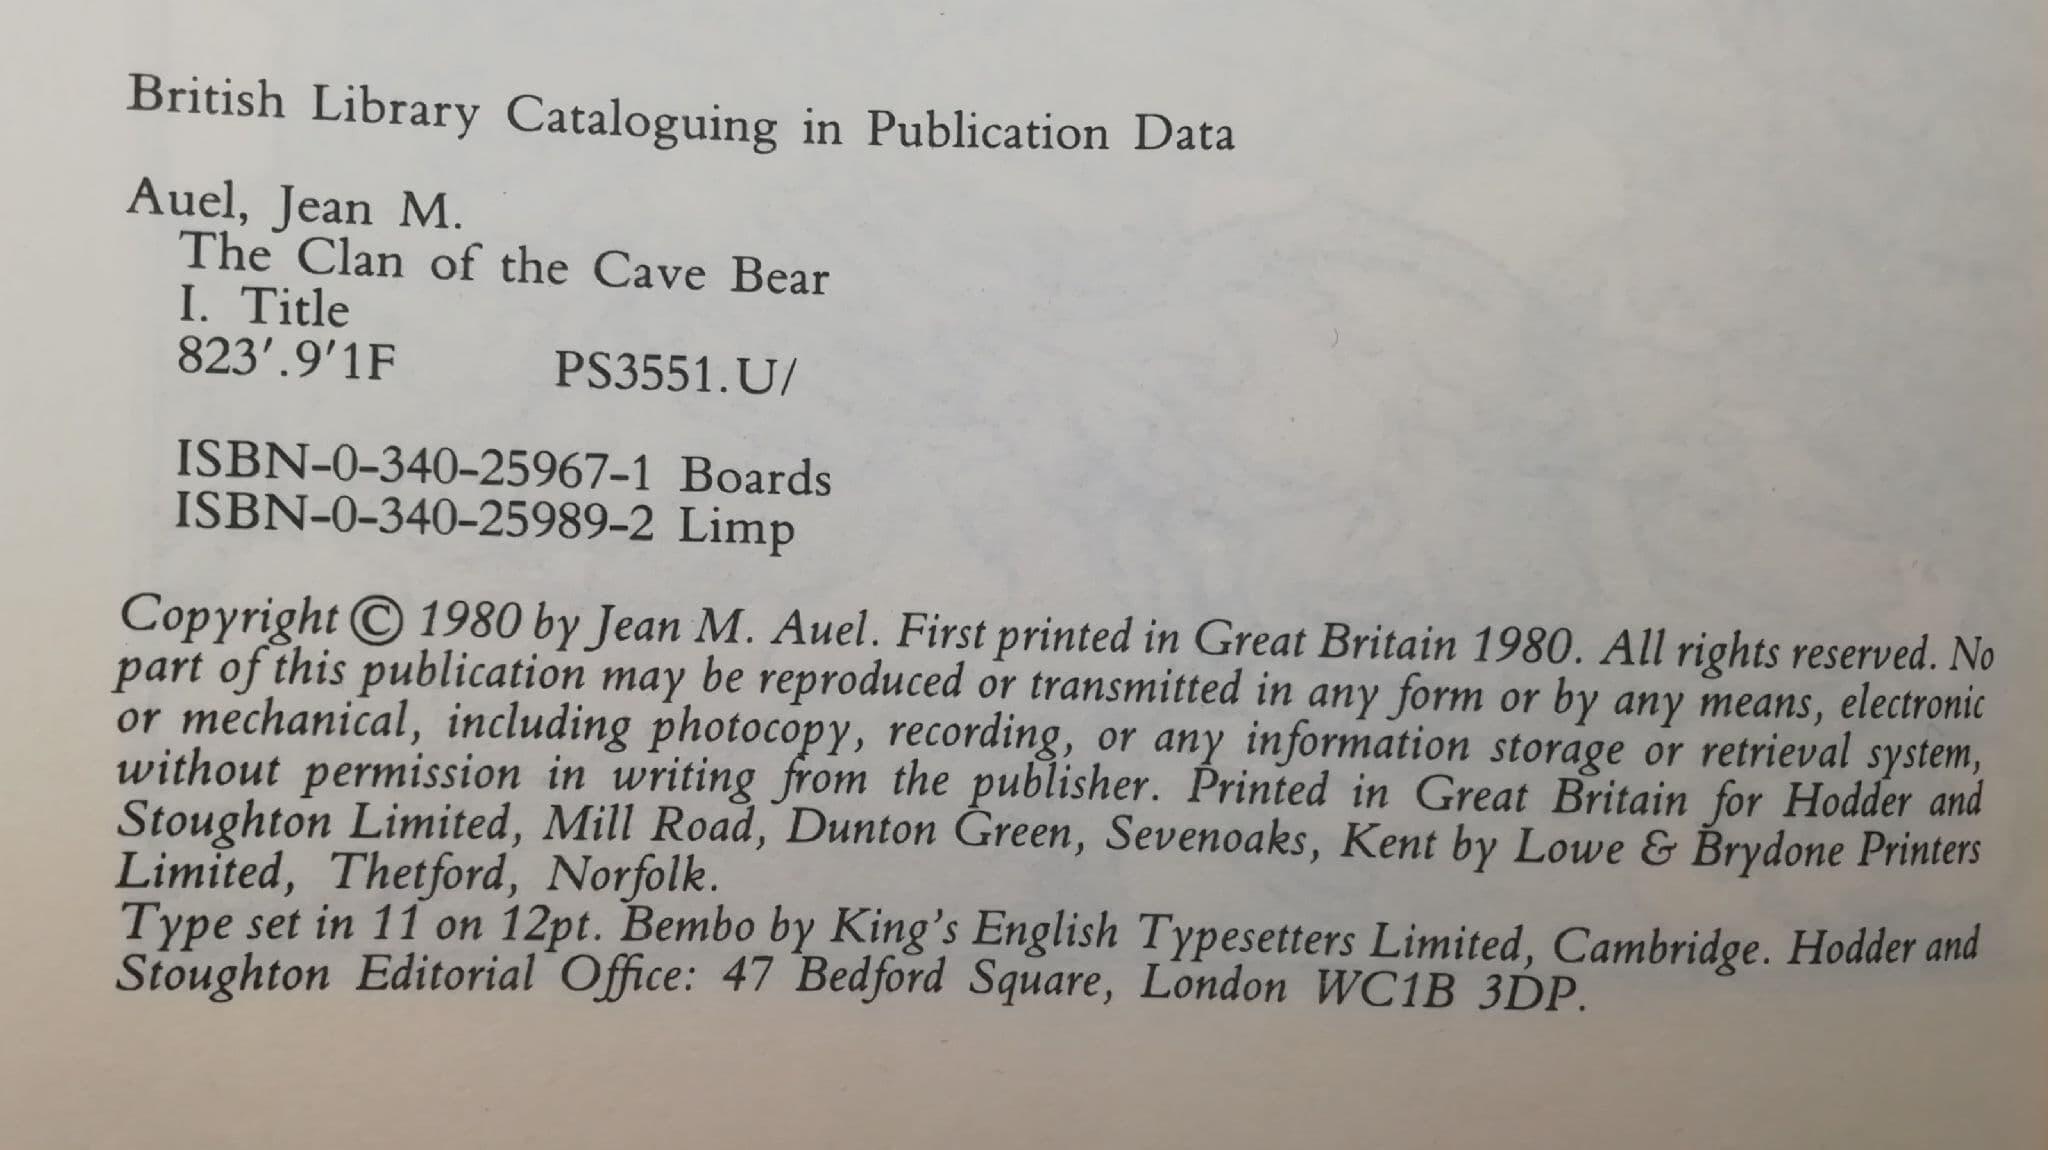 British Library Cataloguing in Publication Data
Auel, Jean M.
The Clan of the Cave Bear
I. Title
823′.9′1F PS3551.U/
ISBN-0-340-25967-1 Boards
ISBN-0-340-25989-2 Limp
Copyright © 1980 by Jean M. Auel. First printed in Great Britain 1980. All rights reserved. No
part of this publication may be reproduced or transmitted in any form or by any means, electronic
or mechanical, including photocopy, recording, or any information storage or retrieval system,
without permission in writing from the publisher. Printed in Great Britain for Hodder and
Stoughton Limited, Mill Road, Dunton Green, Sevenoaks, Kent by Lowe & Brydone Printers
Limited, Thetford, Norfolk.
Type set in 11 on 12pt. Bembo by King's English Typesetters Limited, Cambridge. Hodder and
Stoughton Editorial Office: 47 Bedford Square, London WC1B 3DP.